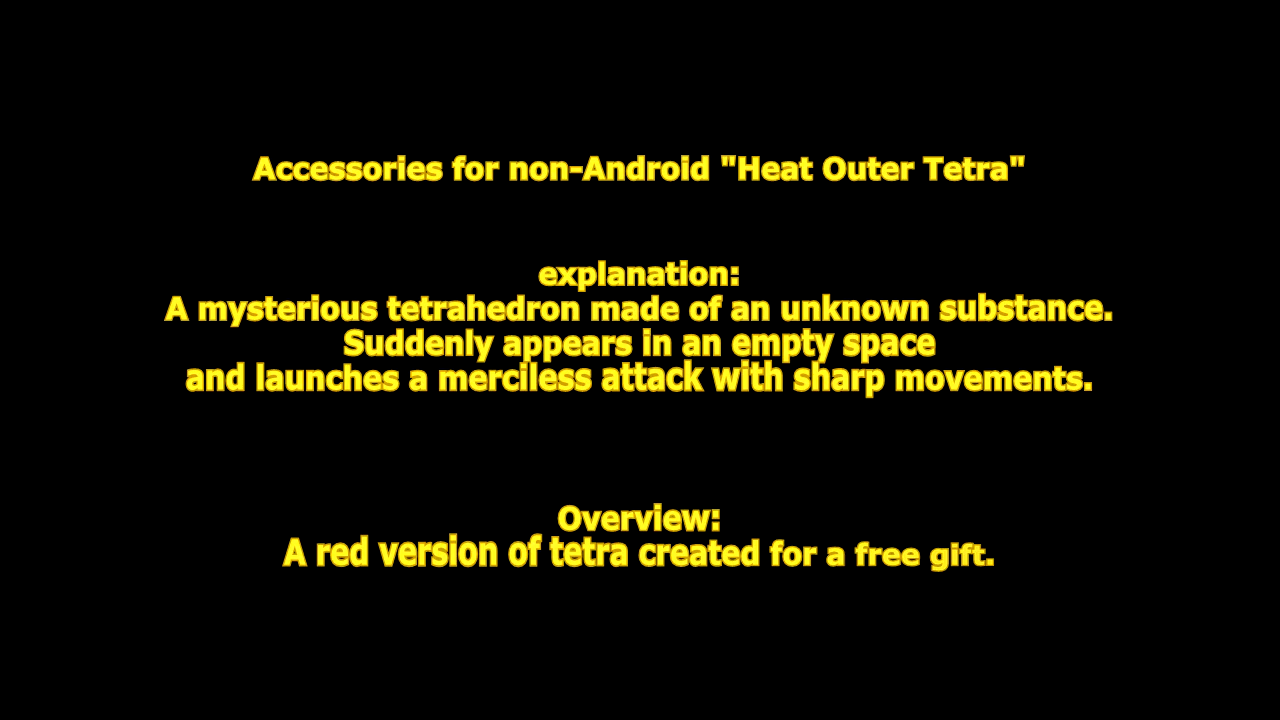 Accessories for non-Android "Heat Outer Tetra"
explanation:
A mysterious tetrahedron made of an unknown substance.
Suddenly appears in an empty space
and launches a merciless attack with sharp movements.
Overview:
A red version of tetra created for a free gift.